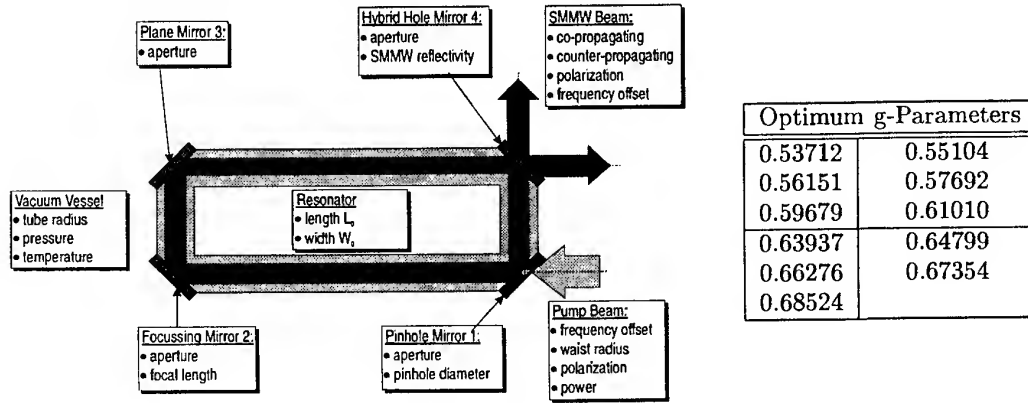 Plane Mirror 3:
• aperture
Hybrid Hole Mirror 4:
• aperture
• SMMW reflectivity
SMMW Beam:
• co-propagating
• counter-propagating
• polarization
• frequency offset
Vacuum Vessel
• tube radius
• pressure
• temperature
Resonator
• length L₀
• width W₀
Focussing Mirror 2:
• aperture
• focal length
Pinhole Mirror 1:
• aperture
• pinhole diameter
Pump Beam:
• frequency offset
• waist radius
• polarization
• power
Optimum g-Parameters
0.53712 0.55104
0.56151 0.57692
0.59679 0.61010
0.63937 0.64799
0.66276 0.67354
0.68524